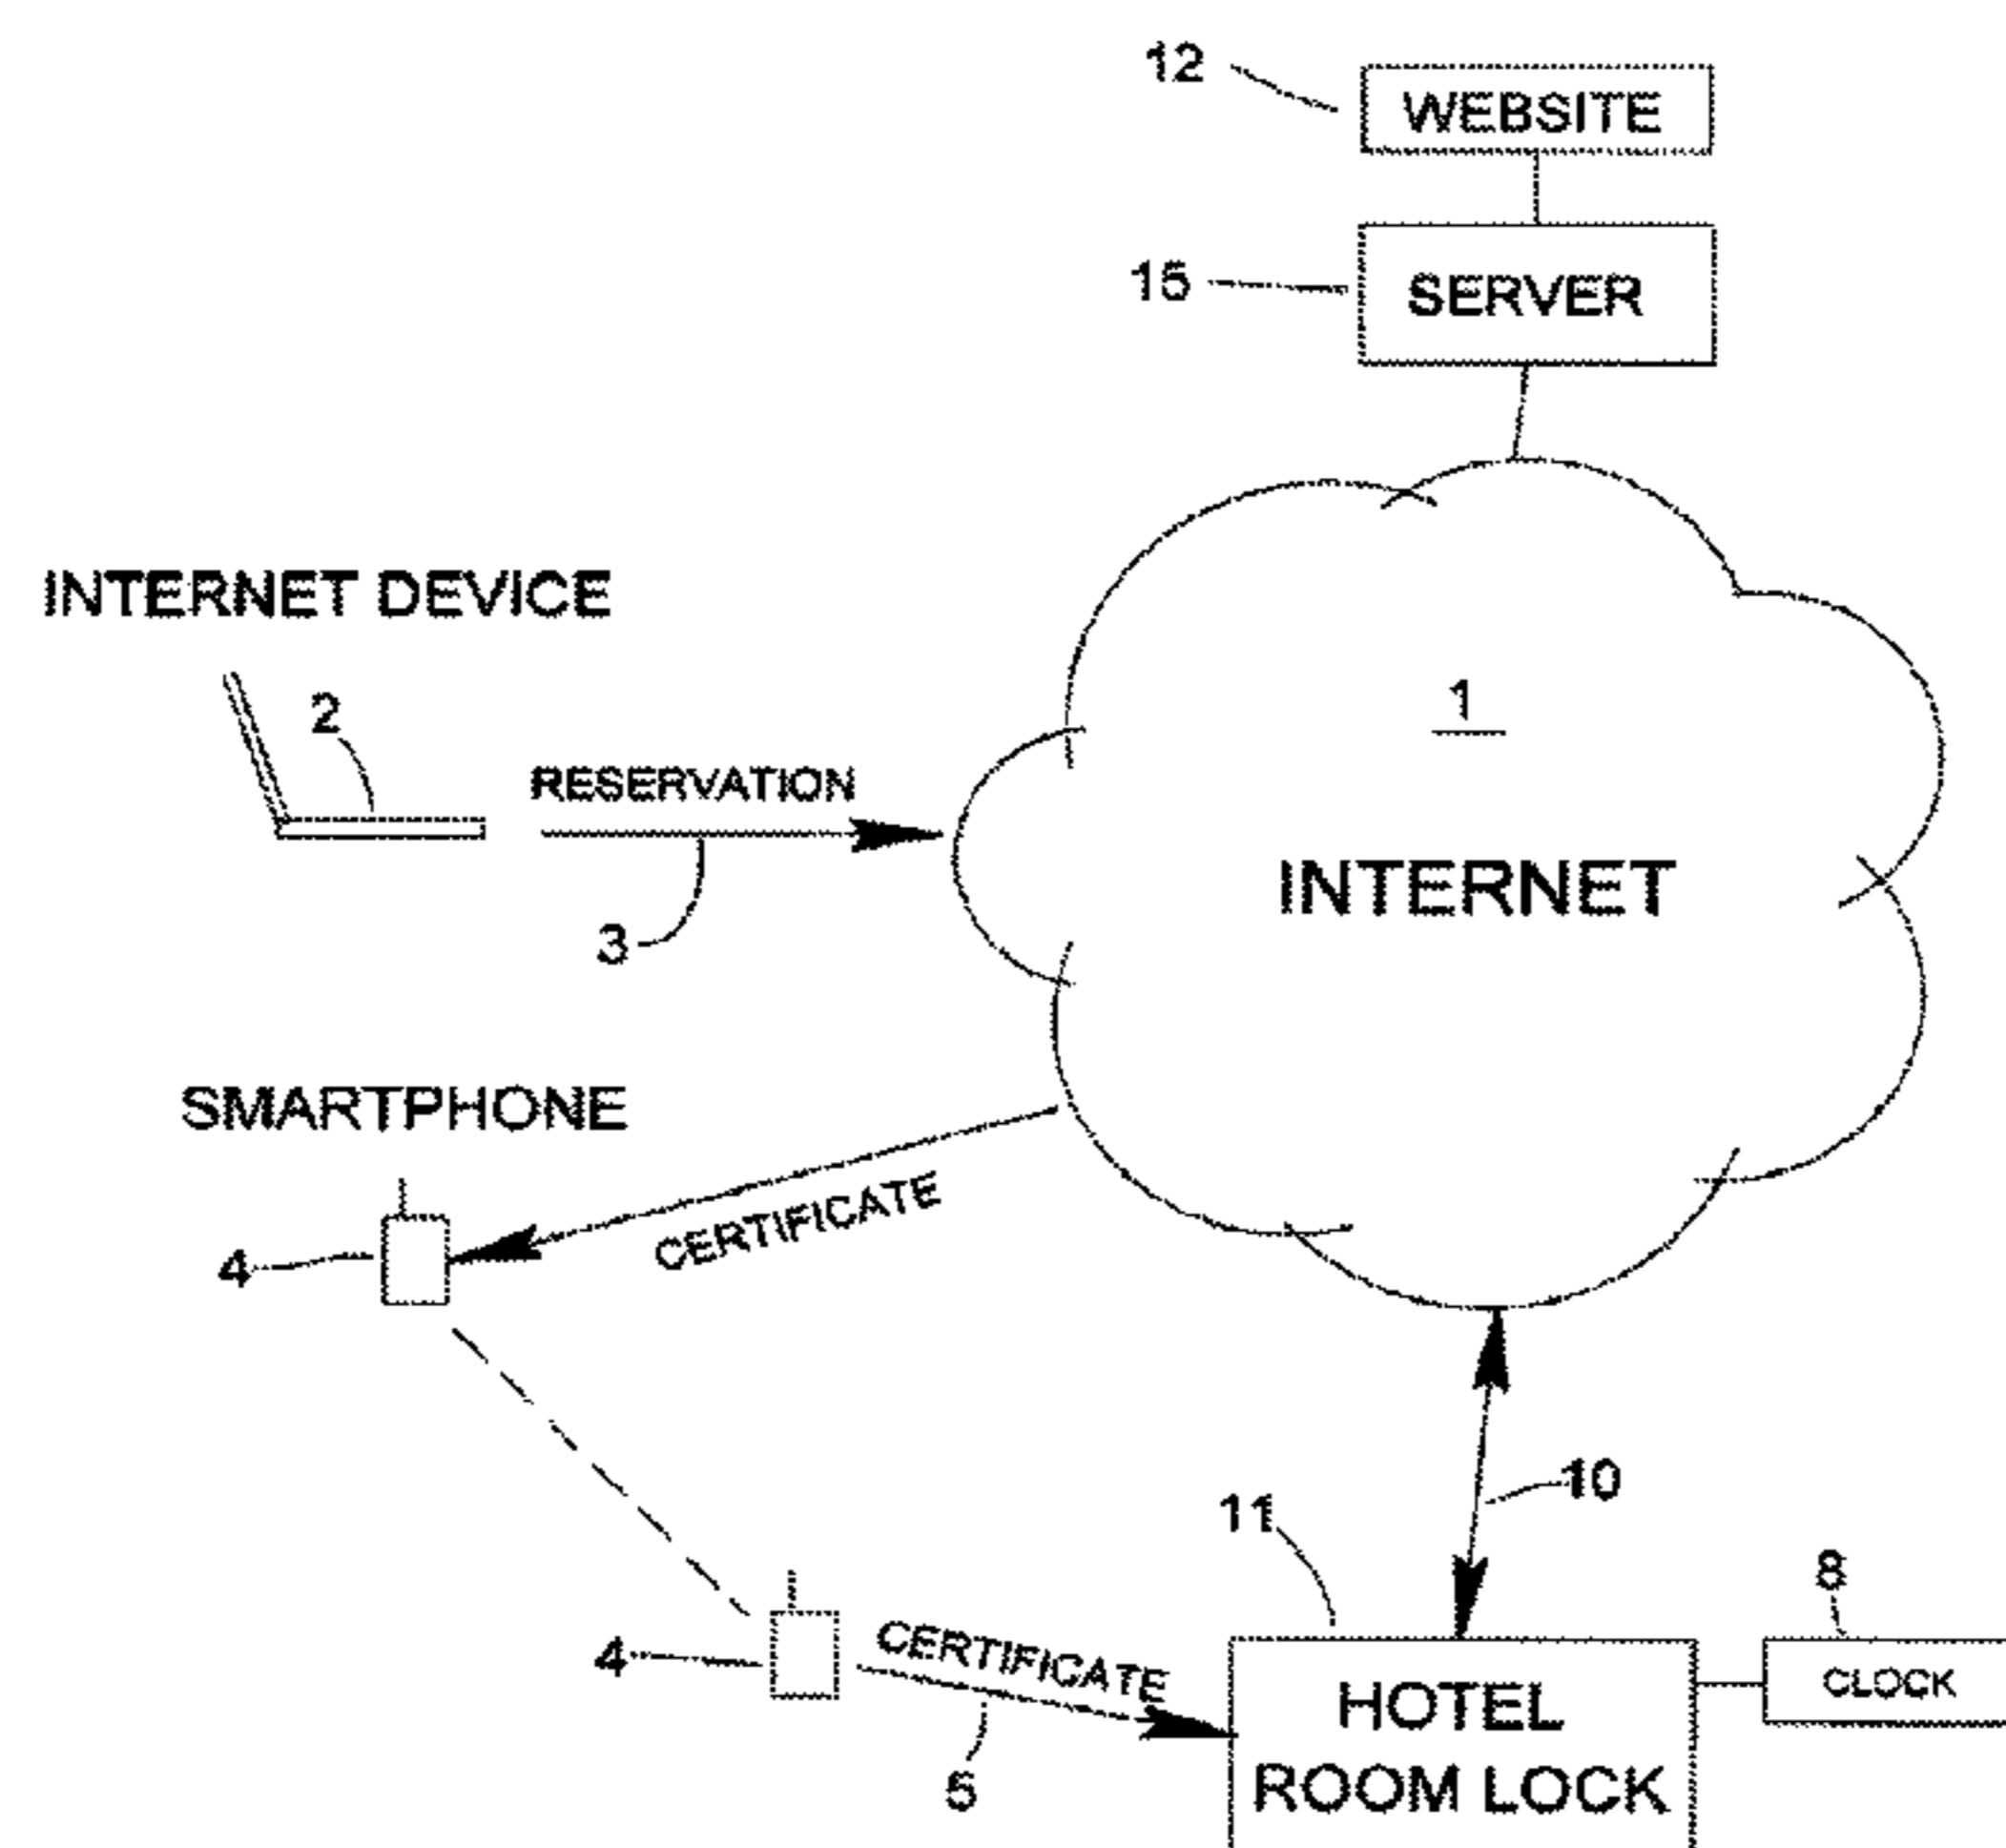 12
WEBSITE
15
SERVER
INTERNET DEVICE
2
1
RESERVATION
INTERNET
3
SMARTPHONE
CERTIFICATE
4
10
11
8
4
CERTIFICATE
CLOCK
HOTEL
ROOM LOCK
5